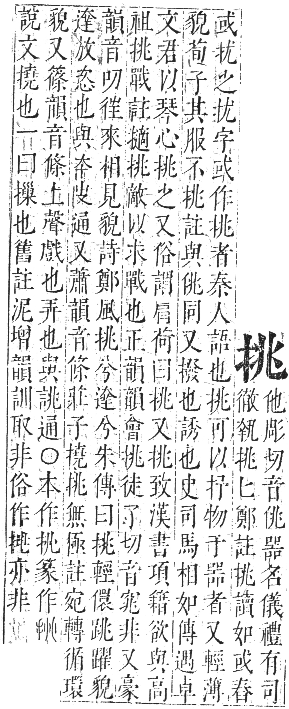 挑
他彫切音佻器名儀禮有司
徹執挑匕鄭註挑讀如或舂
或抭之抭字或作挑者秦人語也挑可以抒物于器者又輕薄
貌荀子其服不挑註與佻同又撥也誘也史司馬相如傳遇卓
文君以琴心挑之又俗謂肩荷曰挑又挑致漢書項籍欲與高
祖挑戰註擿挑敵以求戰也正韻韻會挑徒了切音窕非又豪
韻音叨徃來相見貌詩鄭風挑兮逹兮朱傳曰挑輕儇跳躍貌
逹放恣也與夲㚐通又蕭韻音條莊子撓挑無極註宛轉循環
貌又篠韻音條上聲戲也弄也與誂通○本作挑篆作
說文撓也一曰摷也舊註泥增韻訓取非俗作亦非